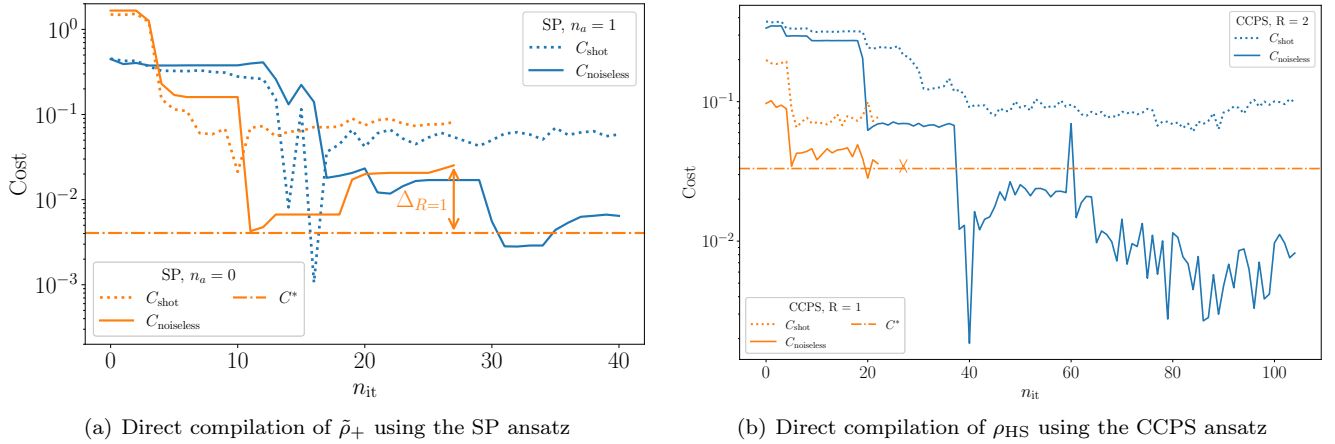 SP, $n_a = 1$
$C_{\text{shot}}$
$C_{\text{noiseless}}$
$10^0$
$10^{-1}$
$10^{-2}$
$10^{-3}$
Cost
$\Delta_{R=1}$
SP, $n_a = 0$
$C_{\text{shot}}$ $C^*$
$C_{\text{noiseless}}$
0 10 20 30 40
$n_{\text{it}}$
(a) Direct compilation of $\tilde{\rho}_+$ using the SP ansatz
CCPS, R = 2
$C_{\text{shot}}$
$C_{\text{noiseless}}$
$10^{-1}$
$10^{-2}$
Cost
CCPS, R = 1
$C_{\text{shot}}$ $C^*$
$C_{\text{noiseless}}$
0 20 40 60 80 100
$n_{\text{it}}$
(b) Direct compilation of $\rho_{\text{HS}}$ using the CCPS ansatz